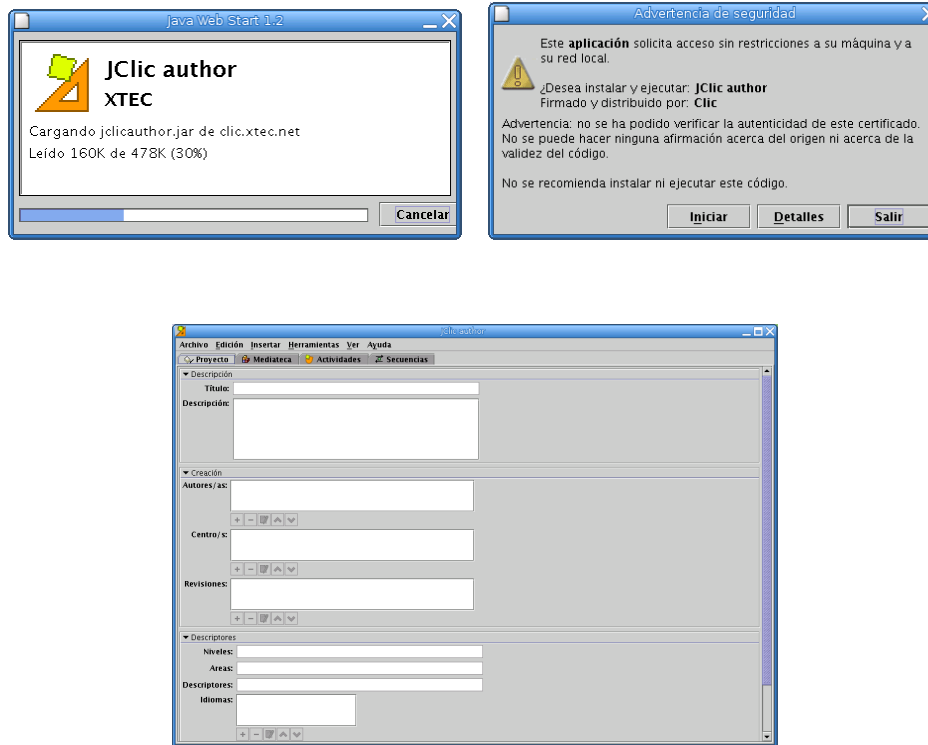 Java Web Start 1.2
JClic author
XTEC
Cargando jclicauthor.jar de clic.xtec.net
Leído 160K de 478K (30%)
Cancelar
Advertencia de seguridad
Este aplicación solicita acceso sin restricciones a su máquina y a
su red local.
¿Desea instalar y ejecutar: JClic author
Firmado y distribuido por: Clic
Advertencia: no se ha podido verificar la autenticidad de este certificado.
No se puede hacer ninguna afirmación acerca del origen ni acerca de la
validez del código.
No se recomienda instalar ni ejecutar este código.
Iniciar Detalles Salir
JClic author
Archivo Edición Insertar Herramientas Ver Ayuda
Proyecto Mediateca Actividades Secuencias
Descripción
Título:
Descripción:
Creación
Autores/as:
Centro/s:
Revisiones:
Descriptores
Niveles:
Areas:
Descriptores:
Idiomas: